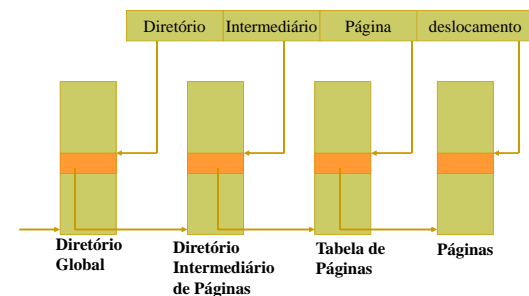 Diretório Intermediário Página deslocamento
Diretório
Global
Diretório
Intermediário
de Páginas
Tabela de
Páginas
Páginas